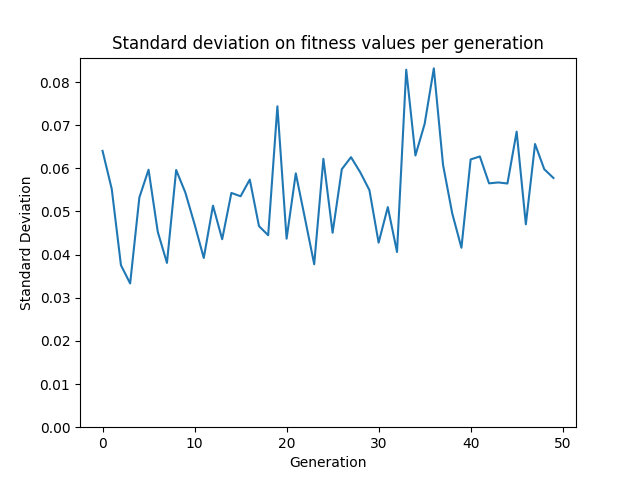 Standard deviation on fitness values per generation
0.08
0.07
0.06
0.05
0.04
0.03
0.02
0.01
0.00
Standard Deviation
0 10 20 30 40 50
Generation